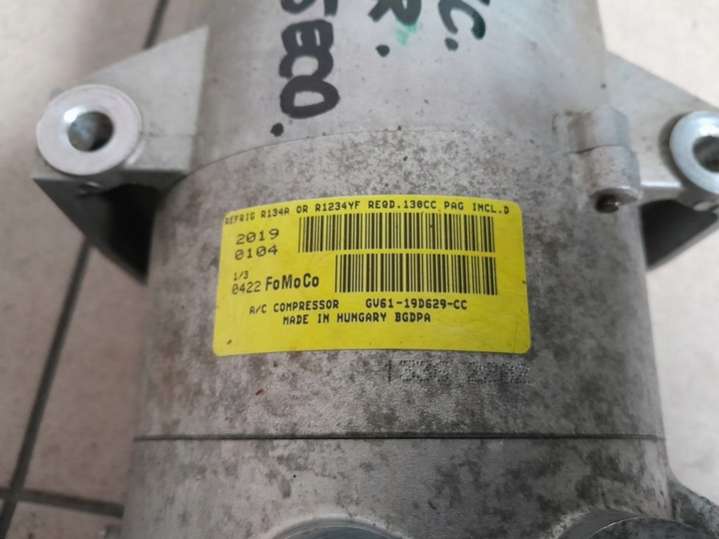 C.
R.
ECO.
REFRIG R134A OR R1234YF REQD.130CC PAG INCL.D
2019
0104
1/3
0422 FoMoCo
A/C COMPRESSOR GV61-19D629-CC
MADE IN HUNGARY BGDPA